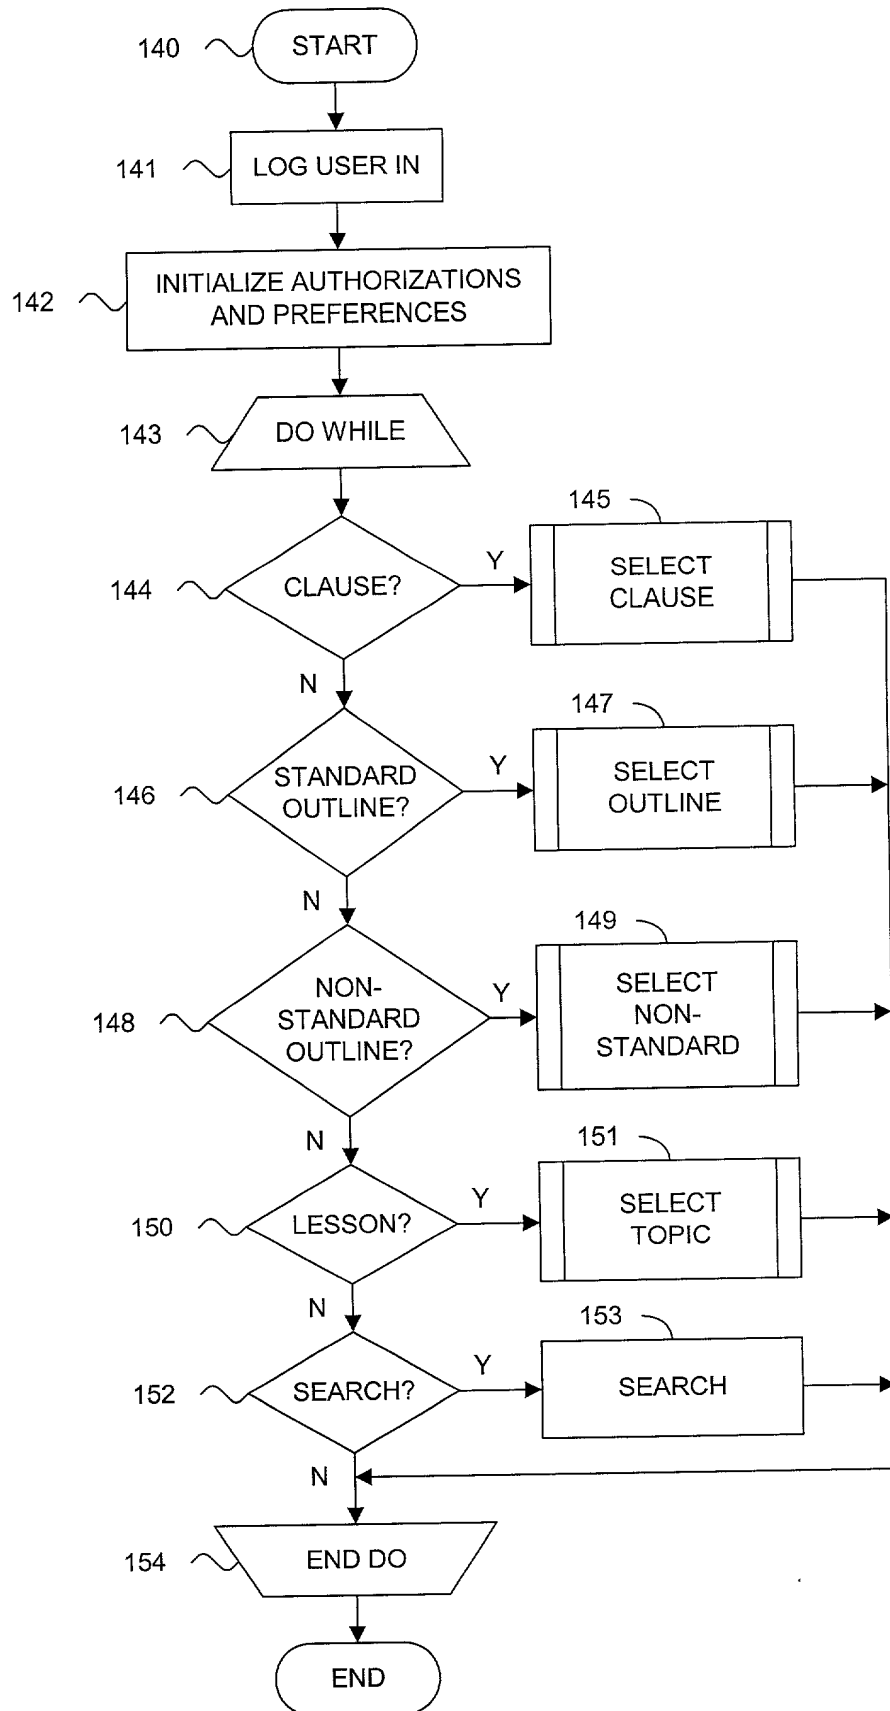 140
START
141
LOG USER IN
142
INITIALIZE AUTHORIZATIONS
AND PREFERENCES
143
DO WHILE
144
CLAUSE?
Y
145
SELECT
CLAUSE
N
146
STANDARD
OUTLINE?
Y
147
SELECT
OUTLINE
N
148
NON-
STANDARD
OUTLINE?
Y
149
SELECT
NON-
STANDARD
N
150
LESSON?
Y
151
SELECT
TOPIC
N
152
SEARCH?
Y
153
SEARCH
N
154
END DO
END